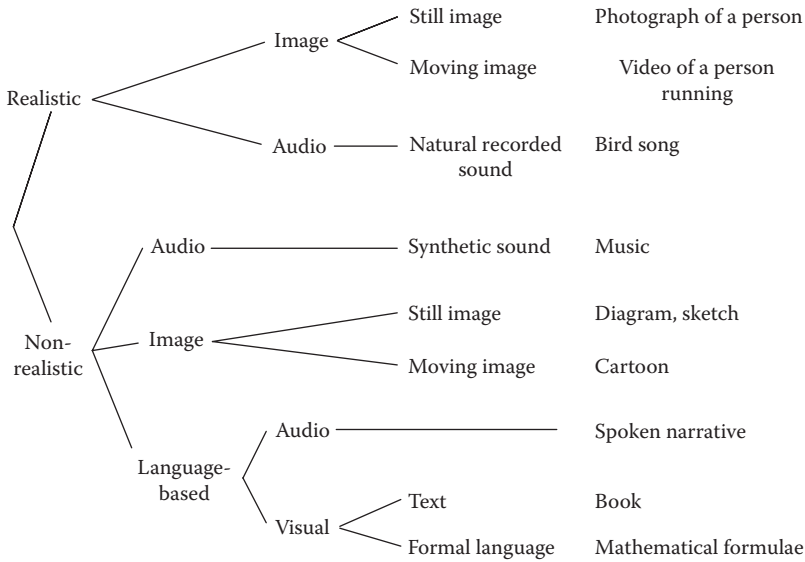 Still image Photograph of a person
Image
Moving image Video of a person
running
Realistic
Audio Natural recorded Bird song
sound
Audio Synthetic sound Music
Still image Diagram, sketch
Non-
realistic
Image
Moving image Cartoon
Audio Spoken narrative
Language-
based
Text Book
Visual
Formal language Mathematical formulae